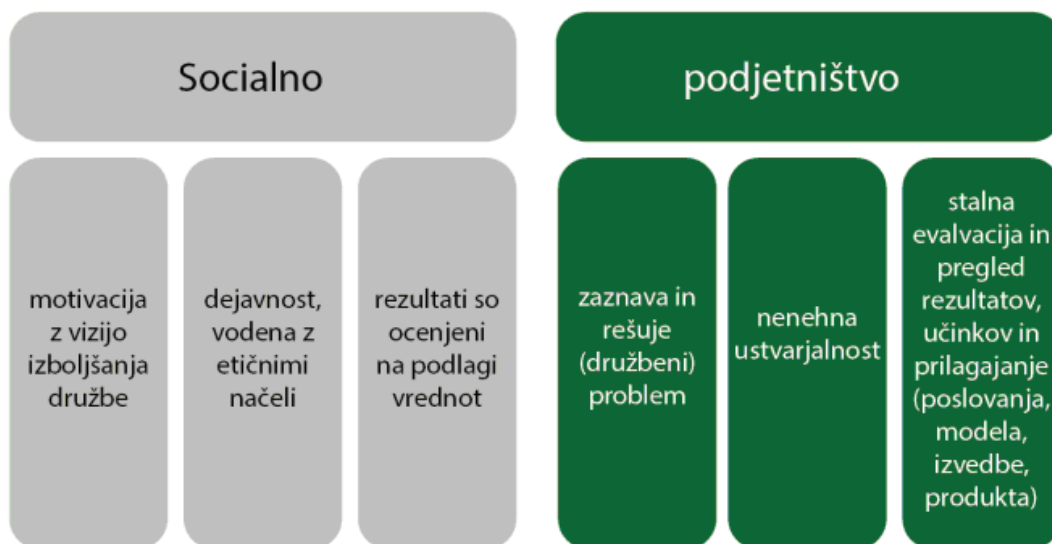 Socialno
podjetništvo
motivacija
z vizijo
izboljšanja
družbe
dejavnost,
vodena z
etičnimi
načeli
rezultati so
ocenjeni
na podlagi
vrednot
zaznava in
rešuje
(družbeni)
problem
nenehna
ustvarjalnost
stalna
evalvacija in
pregled
rezultatov,
učinkov in
prilagajanje
(poslovanja,
modela,
izvedbe,
produkta)